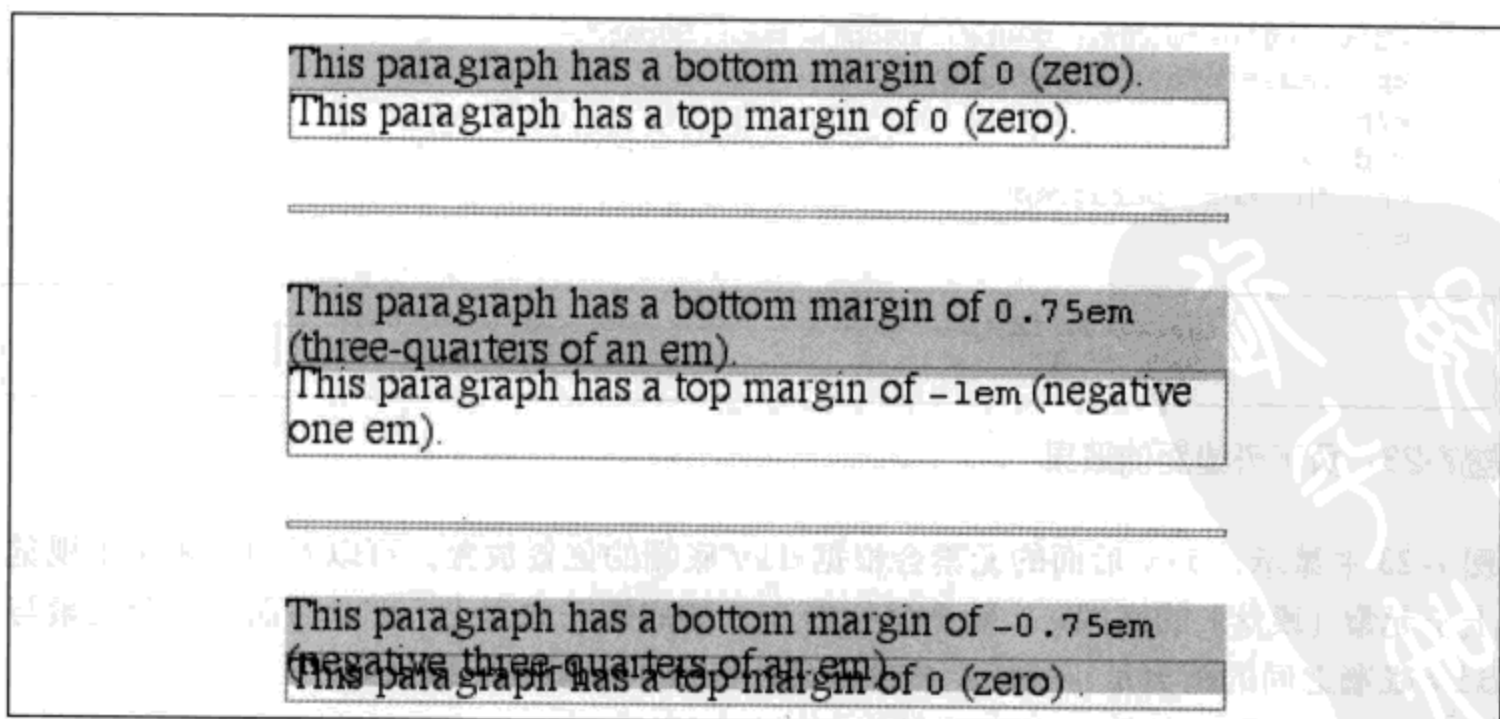 This paragraph has a bottom margin of 0 (zero).
This paragraph has a top margin of 0 (zero).
This paragraph has a bottom margin of 0.75em
(three-quarters of an em).
This paragraph has a top margin of -1em (negative
one em).
This paragraph has a bottom margin of -0.75em
(negative three-quarters of an em).
This paragraph has a top margin of 0 (zero).